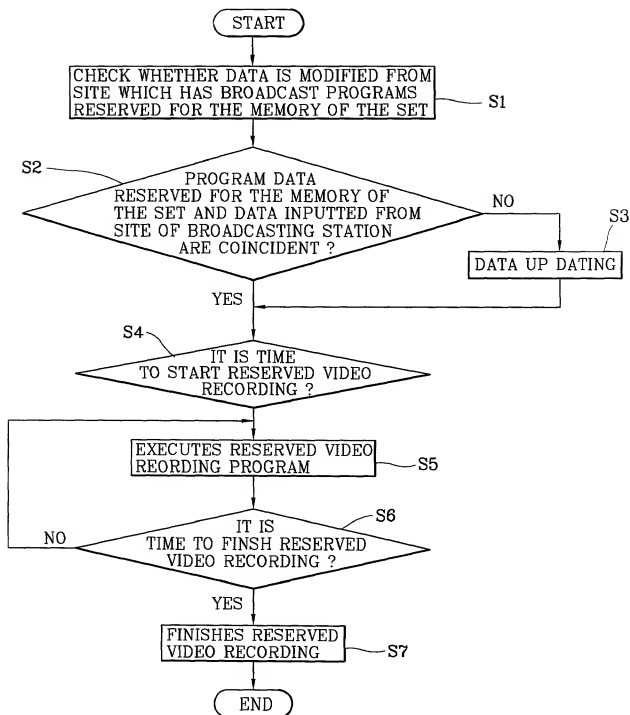 START
CHECK WHETHER DATA IS MODIFIED FROM
SITE WHICH HAS BROADCAST PROGRAMS
RESERVED FOR THE MEMORY OF THE SET
S1
S2
PROGRAM DATA
RESERVED FOR THE MEMORY OF
THE SET AND DATA INPUTTED FROM
SITE OF BROADCASTING STATION
ARE COINCIDENT ?
NO
S3
DATA UP DATING
YES
S4
IT IS TIME
TO START RESERVED VIDEO
RECORDING ?
EXECUTES RESERVED VIDEO
REORDING PROGRAM
S5
S6
IT IS
TIME TO FINSH RESERVED
VIDEO RECORDING ?
NO
YES
FINISHES RESERVED
VIDEO RECORDING
S7
END